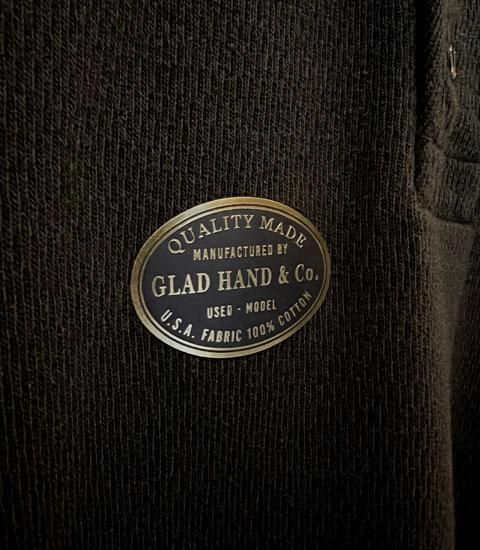 QUALITY MADE
MANUFACTURED BY
GLAD HAND & Co.
USED - MODEL
U.S.A. FABRIC 100% COTTON